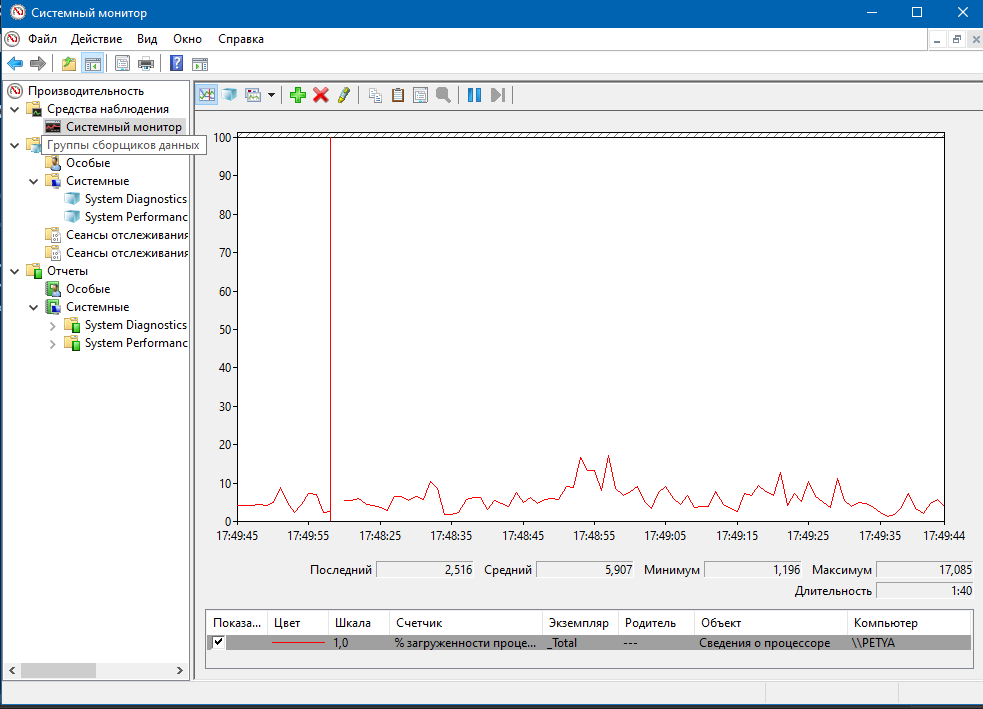 Системный монитор
Файл Действие Вид Окно Справка
Производительность
Средства наблюдения
Системный монитор
Группы сборщиков данных
Особые
Системные
System Diagnostics
System Performanc
Сеансы отслеживания
Сеансы отслеживания
Отчеты
Особые
Системные
System Diagnostics
System Performanc
100
90
80
70
60
50
40
30
20
10
0
17:49:45 17:49:55 17:48:25 17:48:35 17:48:45 17:48:55 17:49:05 17:49:15 17:49:25 17:49:35 17:49:44
Последний 2,516 Средний 5,907 Минимум 1,196 Максимум 17,085
Длительность 1:40
Показа... Цвет Шкала Счетчик Экземпляр Родитель Объект Компьютер
1,0 % загруженности проце... _Total --- Сведения о процессоре \\PETYA